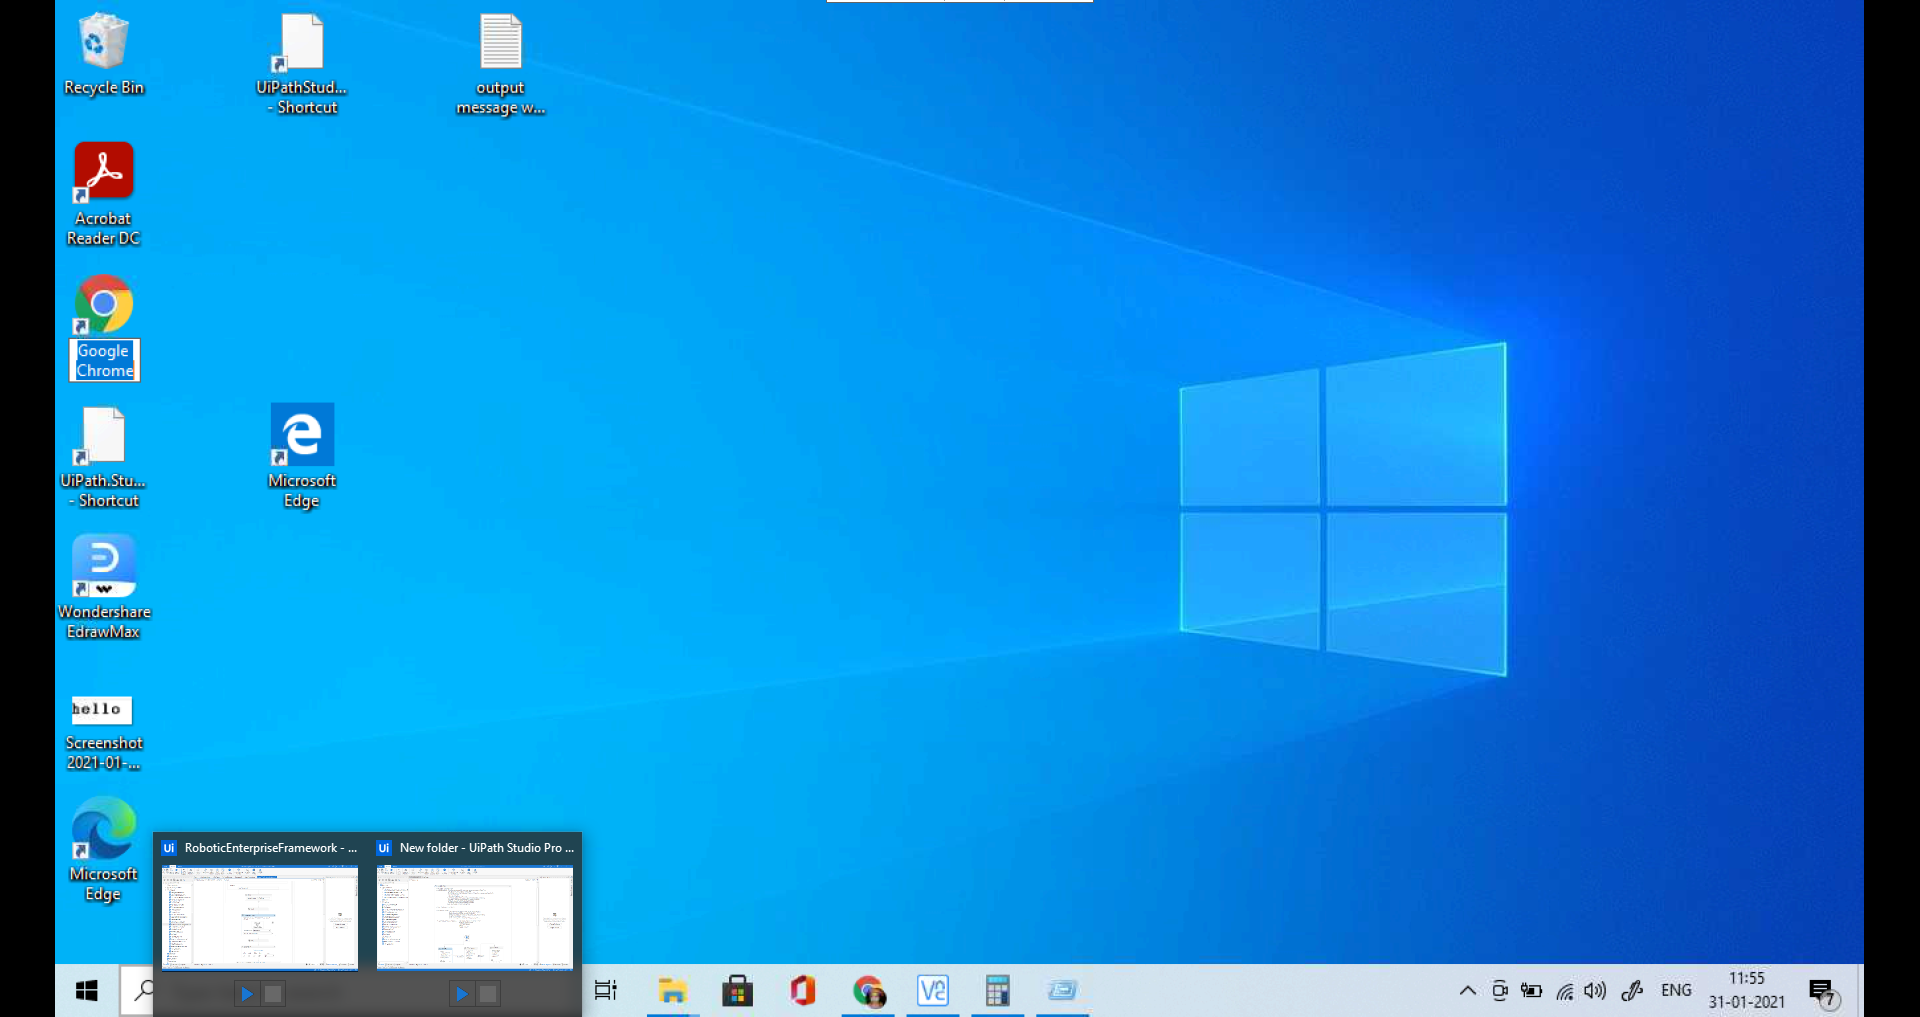 Recycle Bin
UiPathStud...
- Shortcut
output
message w...
Acrobat
Reader DC
Google
Chrome
UiPath.Stu...
- Shortcut
Microsoft
Edge
Wondershare
EdrawMax
hello
Screenshot
2021-01-...
Microsoft
Edge
Ui RoboticEnterpriseFramework - ...
Ui New folder - UiPath Studio Pro ...
ENG
11:55
31-01-2021
7